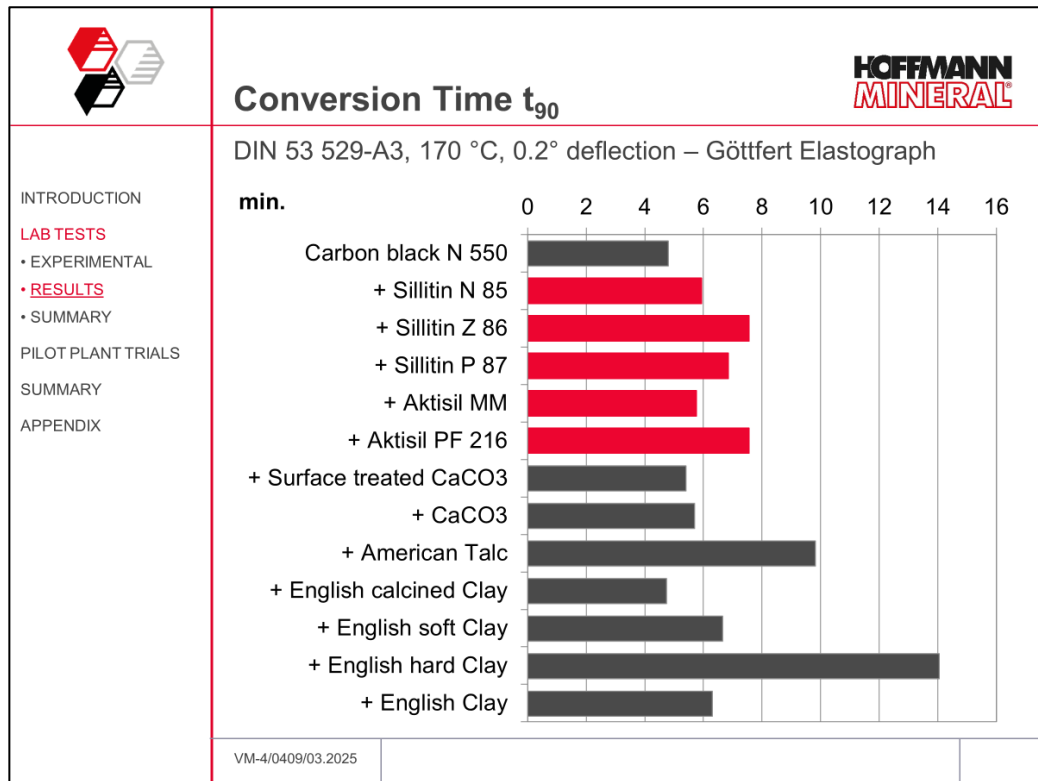 HOFFMANN
MINERAL®
Conversion Time t90
DIN 53 529-A3, 170 °C, 0.2° deflection – Göttfert Elastograph
INTRODUCTION
LAB TESTS
• EXPERIMENTAL
• RESULTS
• SUMMARY
PILOT PLANT TRIALS
SUMMARY
APPENDIX
min.
0 2 4 6 8 10 12 14 16
Carbon black N 550
+ Sillitin N 85
+ Sillitin Z 86
+ Sillitin P 87
+ Aktisil MM
+ Aktisil PF 216
+ Surface treated CaCO3
+ CaCO3
+ American Talc
+ English calcined Clay
+ English soft Clay
+ English hard Clay
+ English Clay
VM-4/0409/03.2025